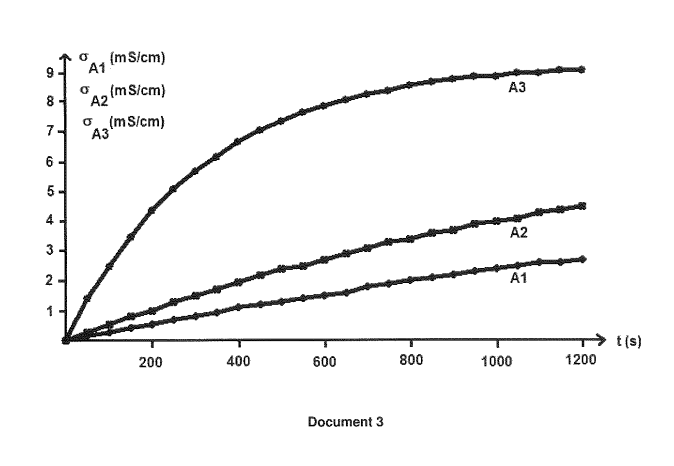 σA1 (mS/cm)
σA2 (mS/cm)
σA3 (mS/cm)
9
8
7
6
5
4
3
2
1
A3
A2
A1
200 400 600 800 1000 1200
t (s)
Document 3